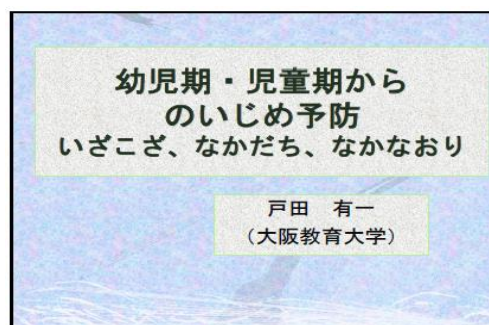 幼児期・児童期から
のいじめ予防
いざこざ、なかだち、なかなおり
戸田　有一
（大阪教育大学）